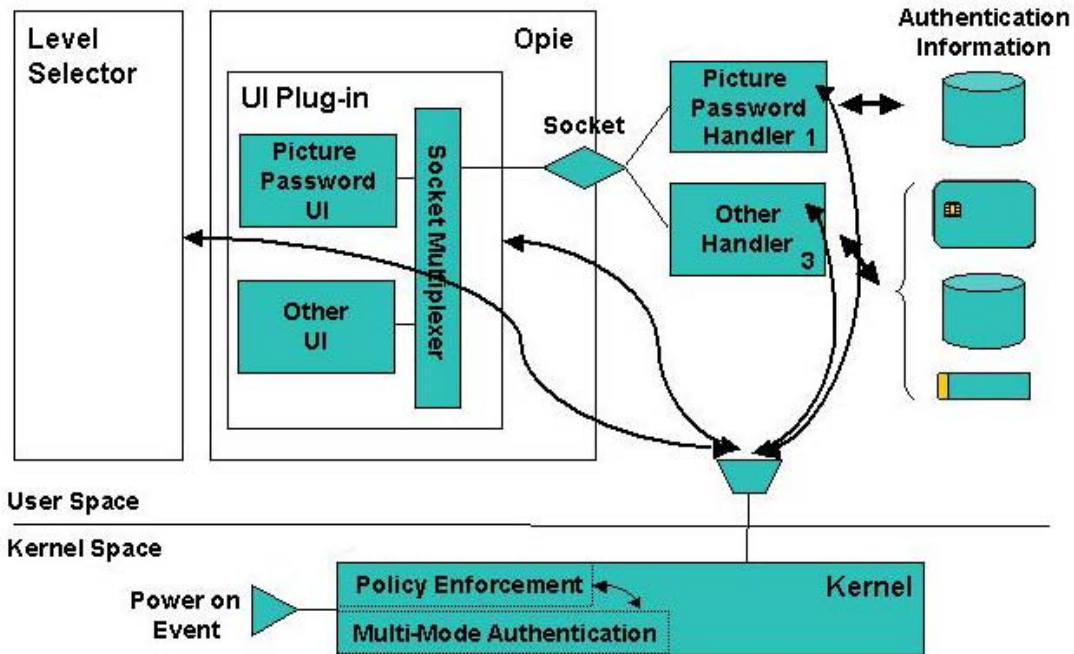 Level
Selector
Opie
Authentication
Information
UI Plug-in
Picture
Password
UI
Socket Multiplexer
Other
UI
Socket
Picture
Password
Handler 1
Other
Handler
3
User Space
Kernel Space
Power on
Event
Policy Enforcement
Multi-Mode Authentication
Kernel